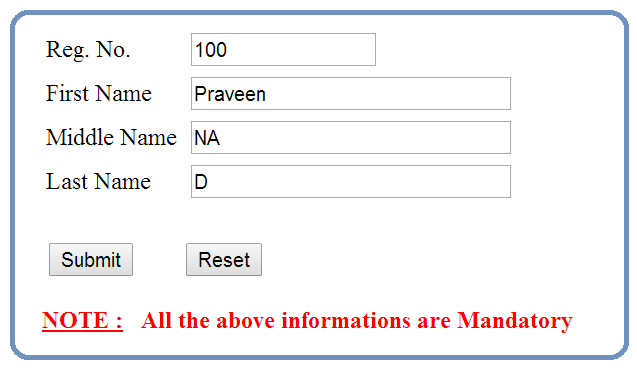 Reg. No. 100
First Name Praveen
Middle Name NA
Last Name D
Submit Reset
NOTE : All the above informations are Mandatory